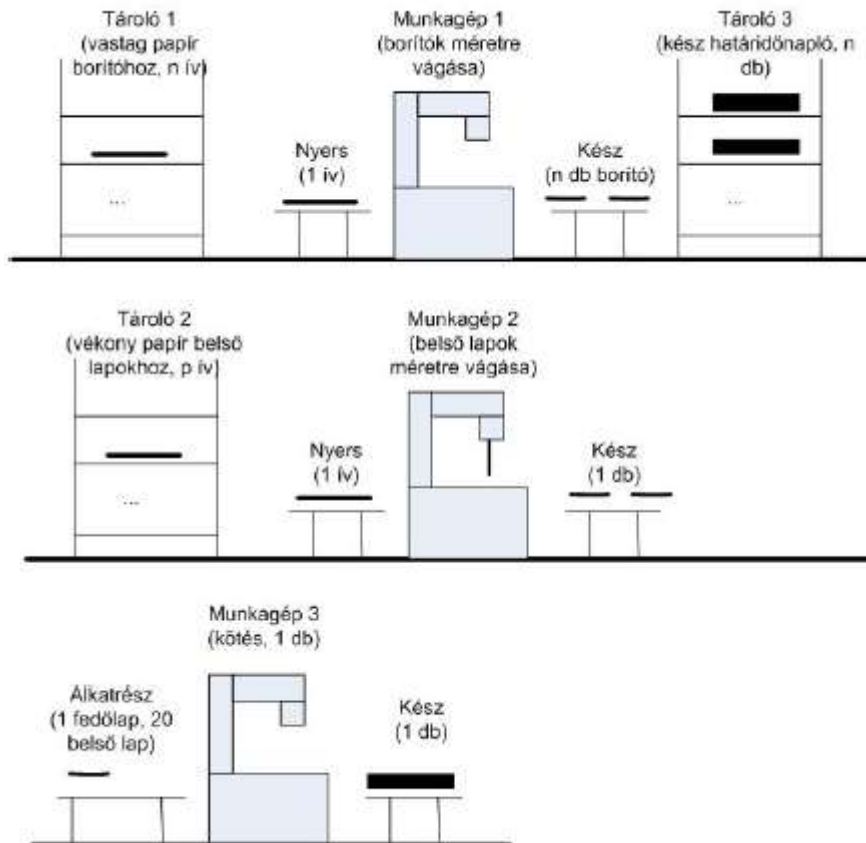 Tároló 1
(vastag papír
borítóhoz, n ív)
Munkagép 1
(borítók méretre
vágása)
Tároló 3
(kész határidőnapló, n
db)
Nyers
(1 ív)
Kész
(n db borító)
...
...
Tároló 2
(vékony papír belső
lapokhoz, p ív)
Munkagép 2
(belső lapok
méretre vágása)
Nyers
(1 ív)
Kész
(1 db)
...
Munkagép 3
(kötés, 1 db)
Alkatrész
(1 fedőlap, 20
belső lap)
Kész
(1 db)